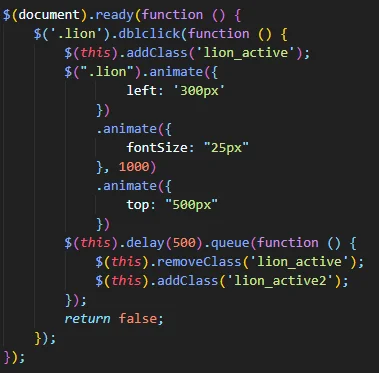 $(document).ready(function () {
    $('.lion').dblclick(function () {
        $(this).addClass('lion_active');
        $(".lion").animate({
                left: '300px'
            })
            .animate({
                fontSize: "25px"
            }, 1000)
            .animate({
                top: "500px"
            })
        $(this).delay(500).queue(function () {
            $(this).removeClass('lion_active');
            $(this).addClass('lion_active2');
        });
        return false;
    });
});